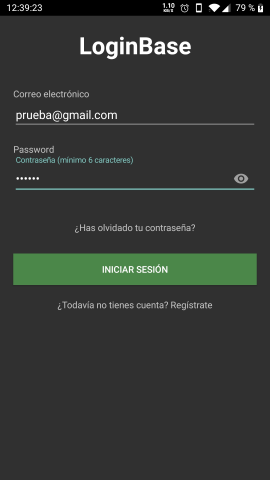 12:39:23
1.10
KB/S
79 %
LoginBase
Correo electrónico
prueba@gmail.com
Password
Contraseña (mínimo 6 caracteres)
••••••
¿Has olvidado tu contraseña?
INICIAR SESIÓN
¿Todavía no tienes cuenta? Regístrate